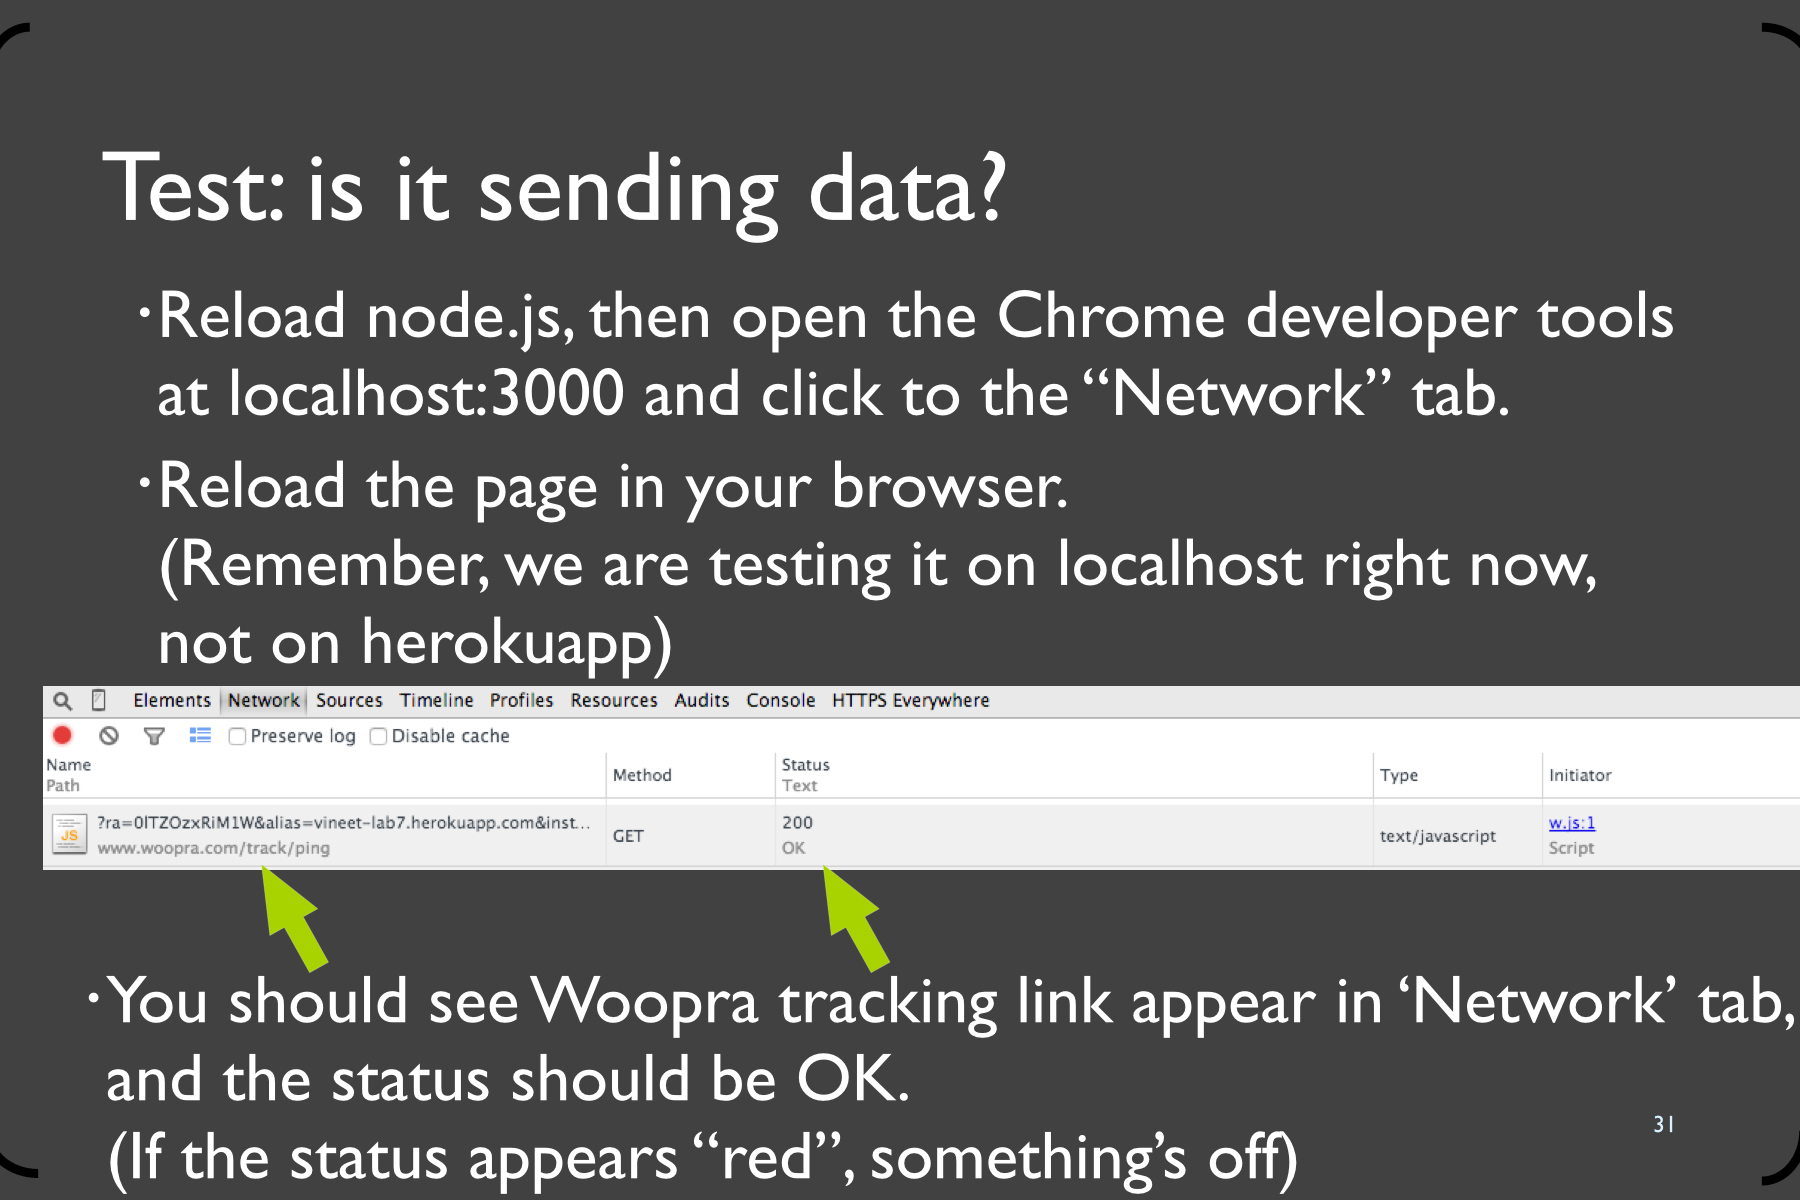 Test: is it sending data?
•Reload node.js, then open the Chrome developer tools
at localhost:3000 and click to the “Network” tab.
•Reload the page in your browser.
(Remember, we are testing it on localhost right now,
not on herokuapp)
Elements Network Sources Timeline Profiles Resources Audits Console HTTPS Everywhere
Preserve log Disable cache
Name Path Method Status Text Type Initiator
JS ?ra=0lTZOzxRiM1W&alias=vineet-lab7.herokuapp.com&inst... GET 200 text/javascript w.js:1
www.woopra.com/track/ping OK Script
•You should see Woopra tracking link appear in ‘Network’ tab,
and the status should be OK.
(If the status appears “red”, something’s off)
31